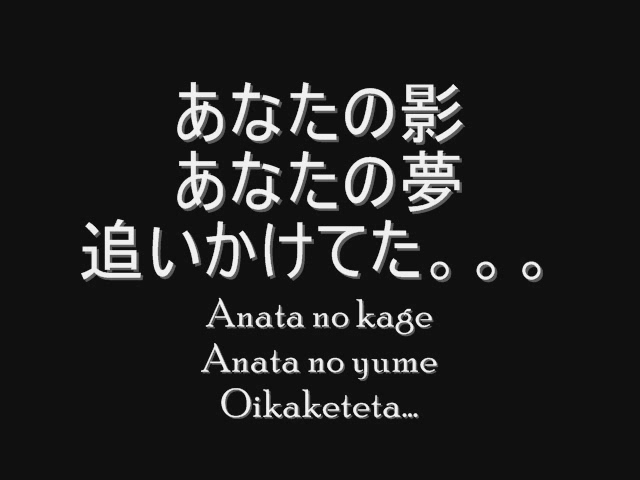 あなたの影
あなたの夢
追いかけてた。。。
Anata no kage
Anata no yume
Oikaketeta...